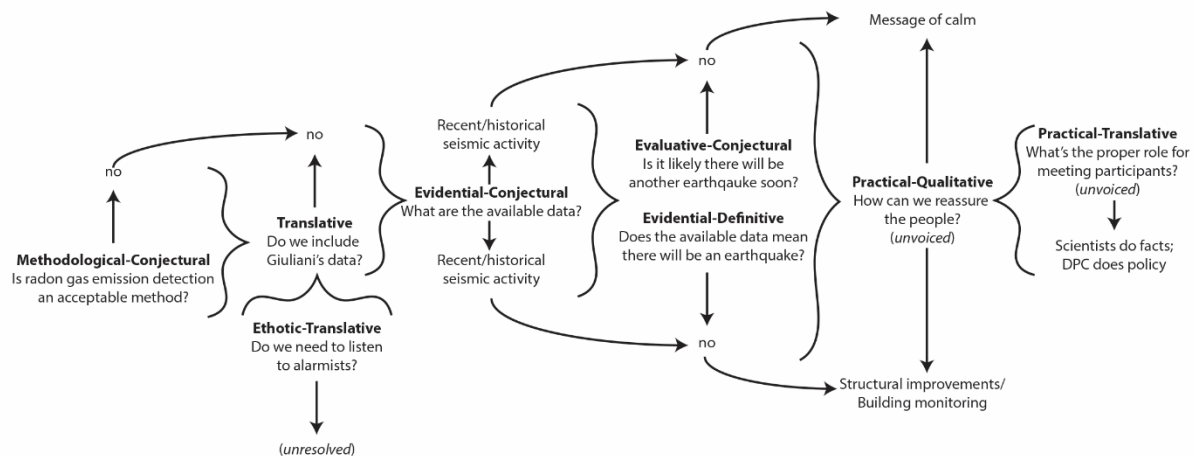 no
Methodological-Conjectural
Is radon gas emission detection
an acceptable method?
no
Translative
Do we include
Giuliani's data?
Ethotic-Translative
Do we need to listen
to alarmists?
(unresolved)
Recent/historical
seismic activity
Evidential-Conjectural
What are the available data?
Recent/historical
seismic activity
no
Evaluative-Conjectural
Is it likely there will be
another earthqauke soon?
Evidential-Definitive
Does the available data mean
there will be an earthquake?
no
Message of calm
Practical-Qualitative
How can we reassure
the people?
(unvoiced)
Structural improvements/
Building monitoring
Practical-Translative
What's the proper role for
meeting participants?
(unvoiced)
Scientists do facts;
DPC does policy